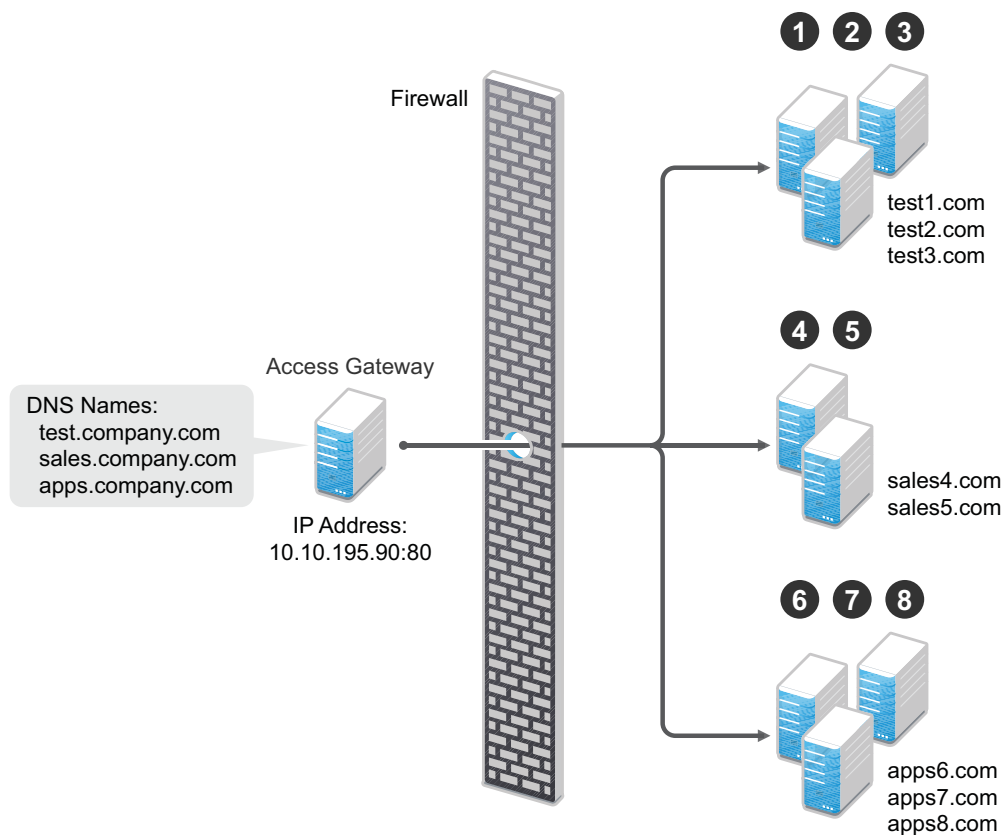 1 2 3
Firewall
test1.com
test2.com
test3.com
4 5
Access Gateway
DNS Names:
test.company.com
sales.company.com
apps.company.com
sales4.com
sales5.com
IP Address:
10.10.195.90:80
6 7 8
apps6.com
apps7.com
apps8.com